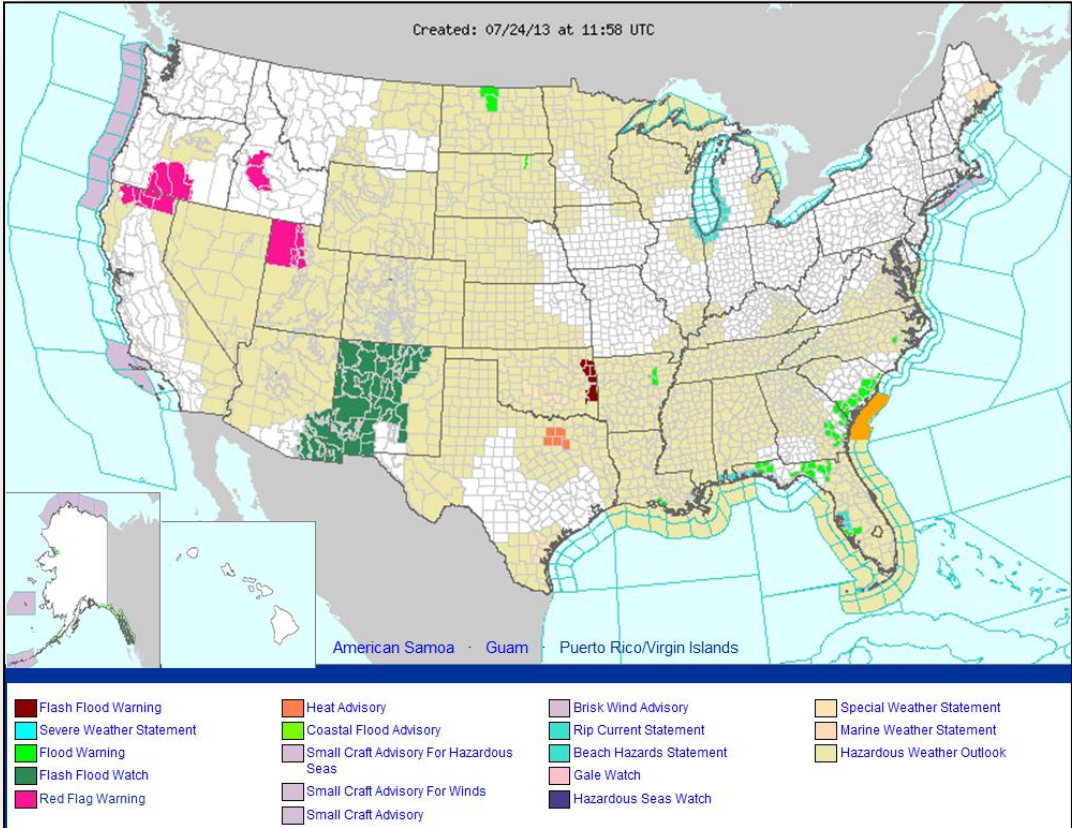 Created: 07/24/13 at 11:58 UTC
American Samoa · Guam · Puerto Rico/Virgin Islands
Flash Flood Warning
Severe Weather Statement
Flood Warning
Flash Flood Watch
Red Flag Warning
Heat Advisory
Coastal Flood Advisory
Small Craft Advisory For Hazardous
Seas
Small Craft Advisory For Winds
Small Craft Advisory
Brisk Wind Advisory
Rip Current Statement
Beach Hazards Statement
Gale Watch
Hazardous Seas Watch
Special Weather Statement
Marine Weather Statement
Hazardous Weather Outlook